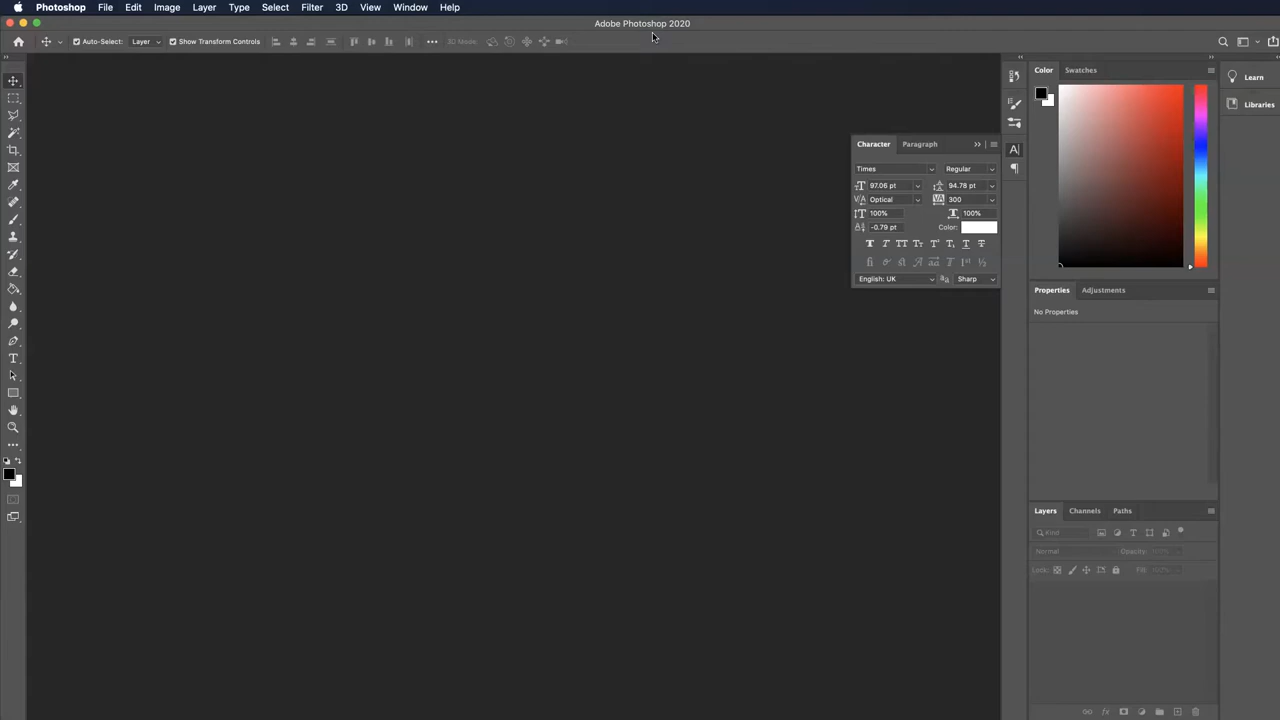 Photoshop File Edit Image Layer Type Select Filter 3D View Window Help
Adobe Photoshop 2020
Auto-Select: Layer Show Transform Controls 3D Mode:
Color Swatches
Learn
Libraries
Character Paragraph
Times Regular
97.06 pt 94.78 pt
Optical 300
100% 100%
-0.79 pt Color:
English: UK Sharp
Properties Adjustments
No Properties
Layers Channels Paths
Kind
Normal Opacity: 100%
Lock: Fill: 100%